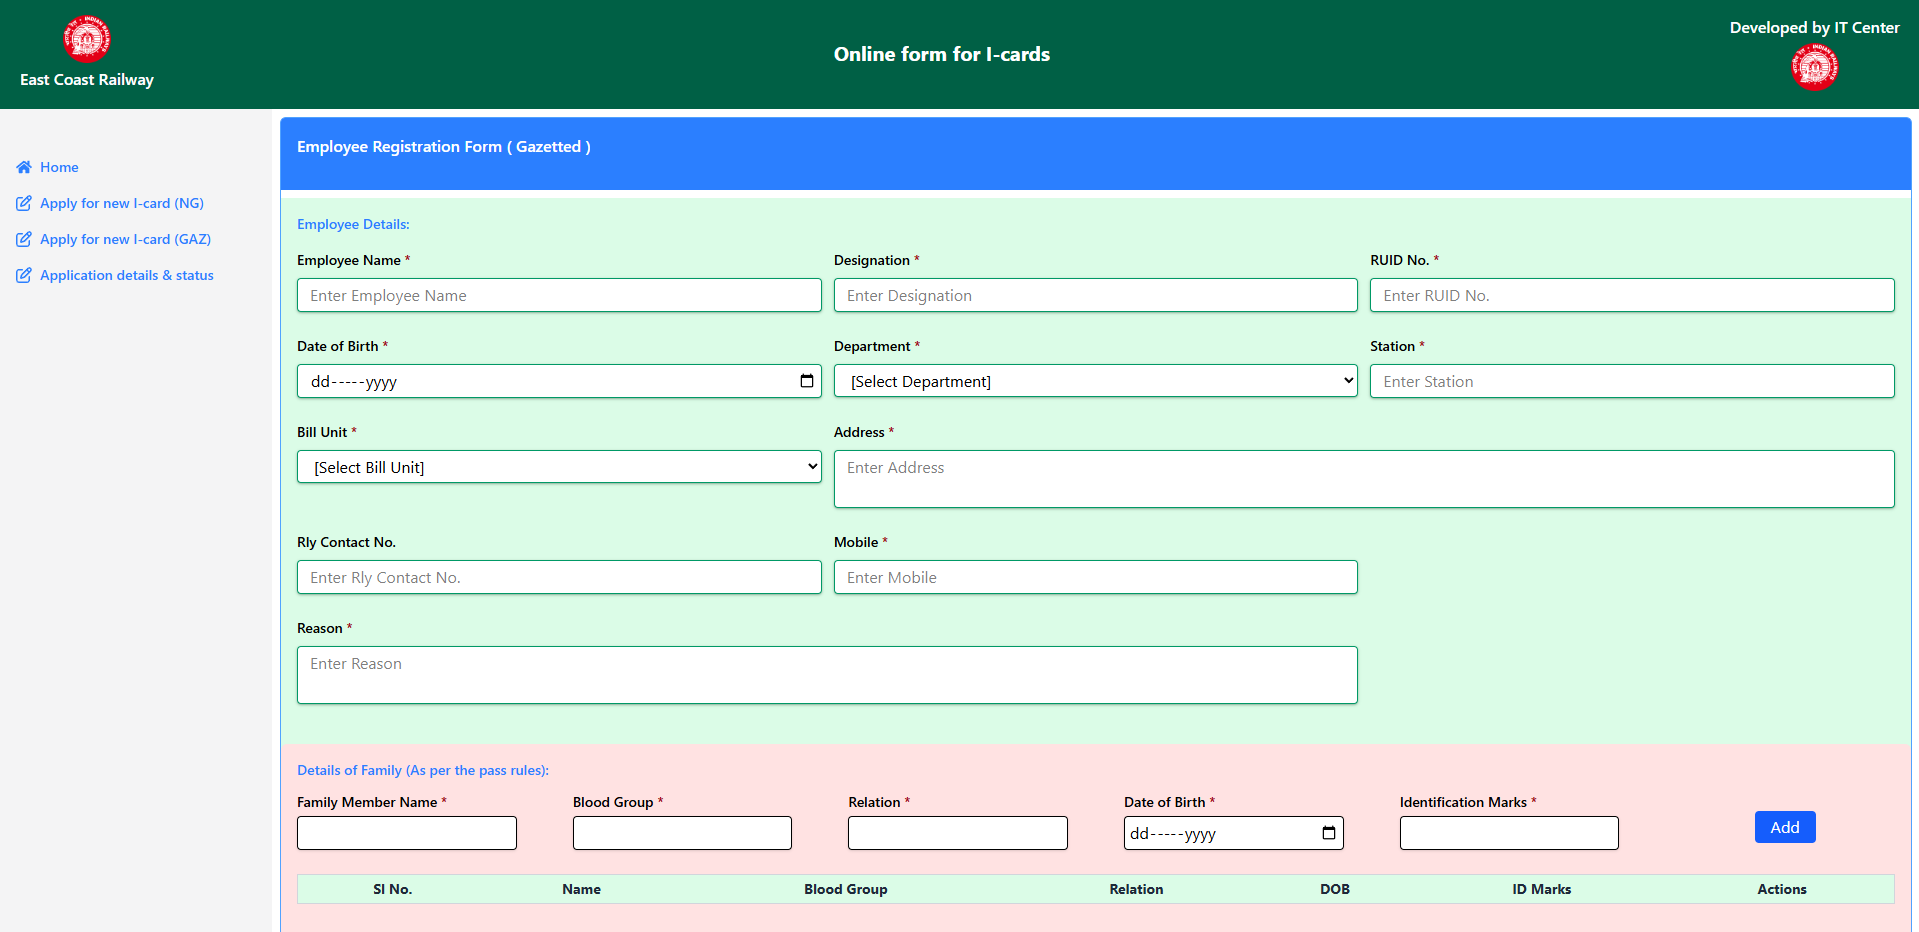 East Coast Railway
Online form for I-cards
Developed by IT Center
Home
Apply for new I-card (NG)
Apply for new I-card (GAZ)
Application details & status
Employee Registration Form ( Gazetted )
Employee Details:
Employee Name * Designation * RUID No. *
Enter Employee Name Enter Designation Enter RUID No.
Date of Birth * Department * Station *
dd-----yyyy [Select Department] Enter Station
Bill Unit * Address *
[Select Bill Unit] Enter Address
Rly Contact No. Mobile *
Enter Rly Contact No. Enter Mobile
Reason *
Enter Reason
Details of Family (As per the pass rules):
Family Member Name * Blood Group * Relation * Date of Birth * Identification Marks *
dd-----yyyy Add
Sl No. Name Blood Group Relation DOB ID Marks Actions